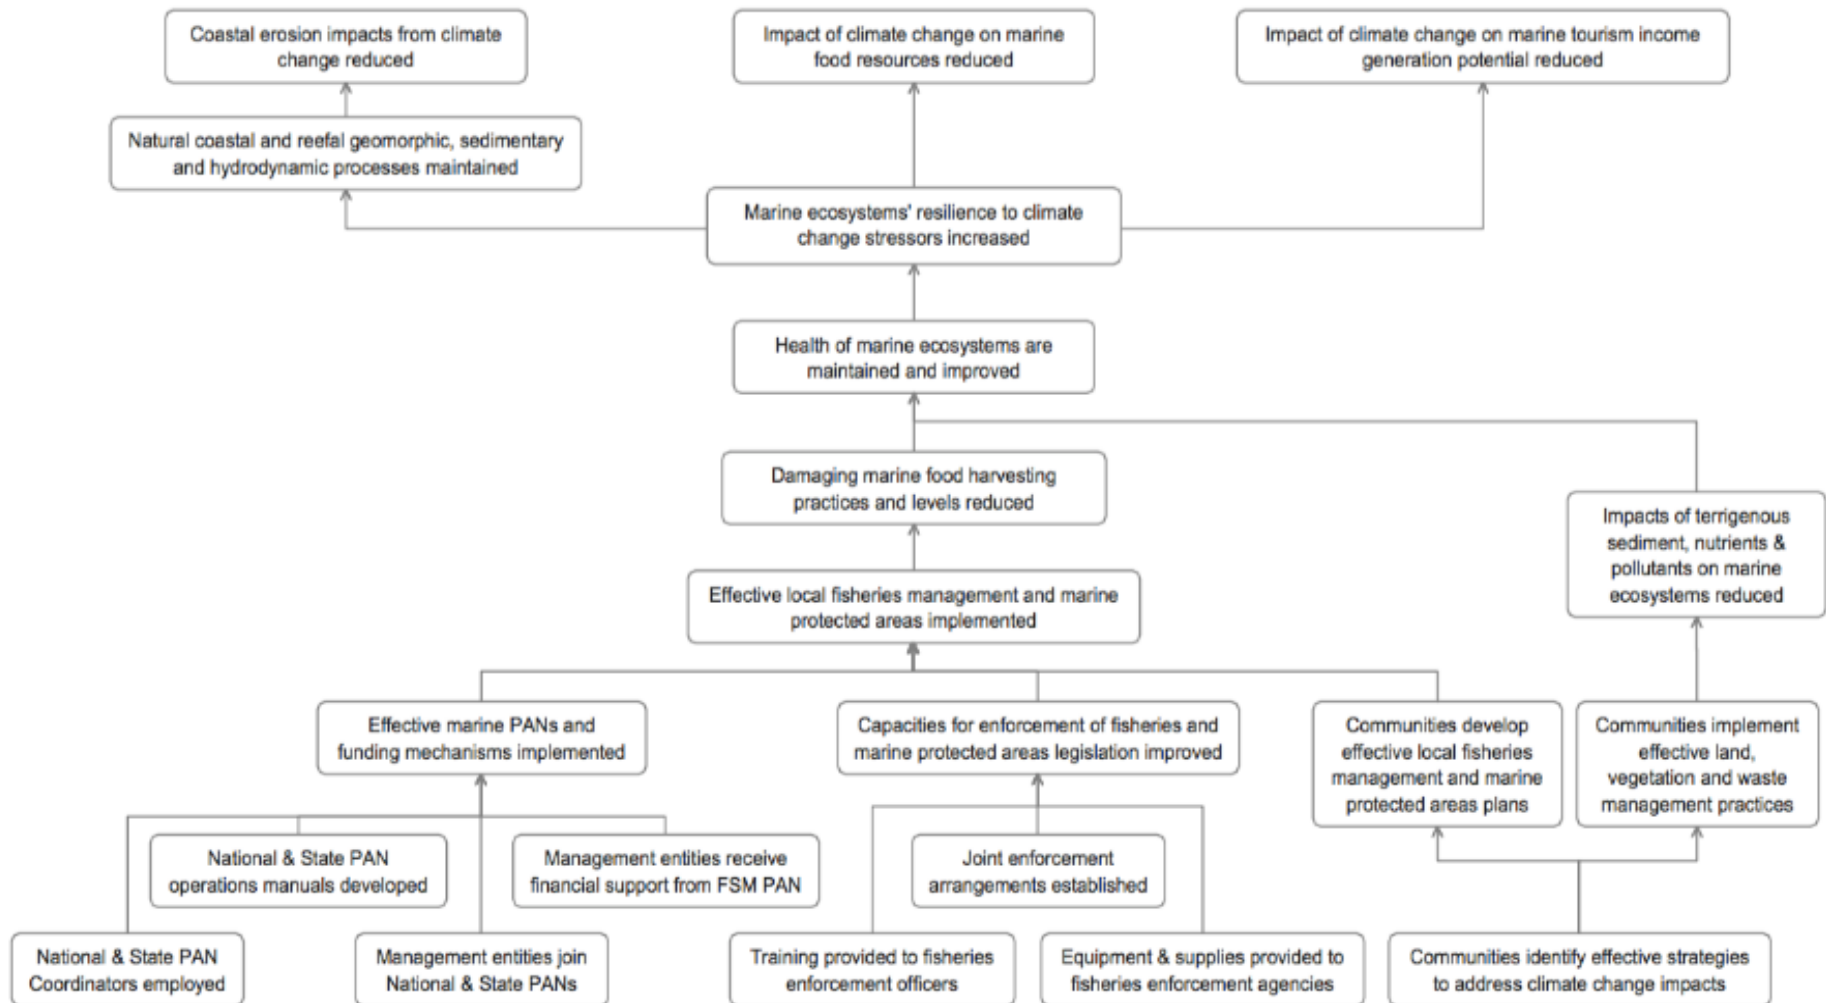 Coastal erosion impacts from climate
change reduced
Impact of climate change on marine
food resources reduced
Impact of climate change on marine tourism income
generation potential reduced
Natural coastal and reefal geomorphic, sedimentary
and hydrodynamic processes maintained
Marine ecosystems' resilience to climate
change stressors increased
Health of marine ecosystems are
maintained and improved
Damaging marine food harvesting
practices and levels reduced
Impacts of terrigenous
sediment, nutrients &
pollutants on marine
ecosystems reduced
Effective local fisheries management and marine
protected areas implemented
Effective marine PANs and
funding mechanisms implemented
Capacities for enforcement of fisheries and
marine protected areas legislation improved
Communities develop
effective local fisheries
management and marine
protected areas plans
Communities implement
effective land,
vegetation and waste
management practices
National & State PAN
operations manuals developed
Management entities receive
financial support from FSM PAN
Joint enforcement
arrangements established
National & State PAN
Coordinators employed
Management entities join
National & State PANs
Training provided to fisheries
enforcement officers
Equipment & supplies provided to
fisheries enforcement agencies
Communities identify effective strategies
to address climate change impacts